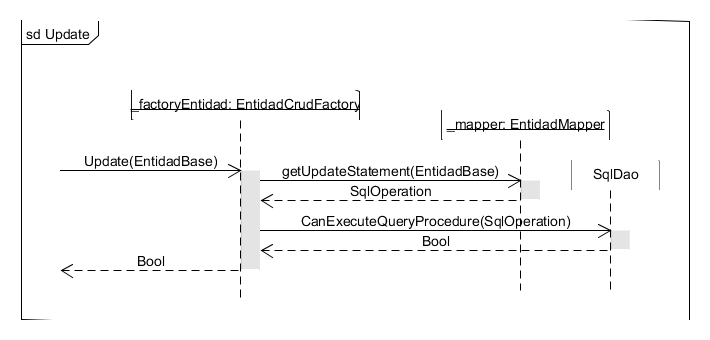 sd Update
_factoryEntidad: EntidadCrudFactory
_mapper: EntidadMapper
SqlDao
Update(EntidadBase)
getUpdateStatement(EntidadBase)
SqlOperation
CanExecuteQueryProcedure(SqlOperation)
Bool
Bool